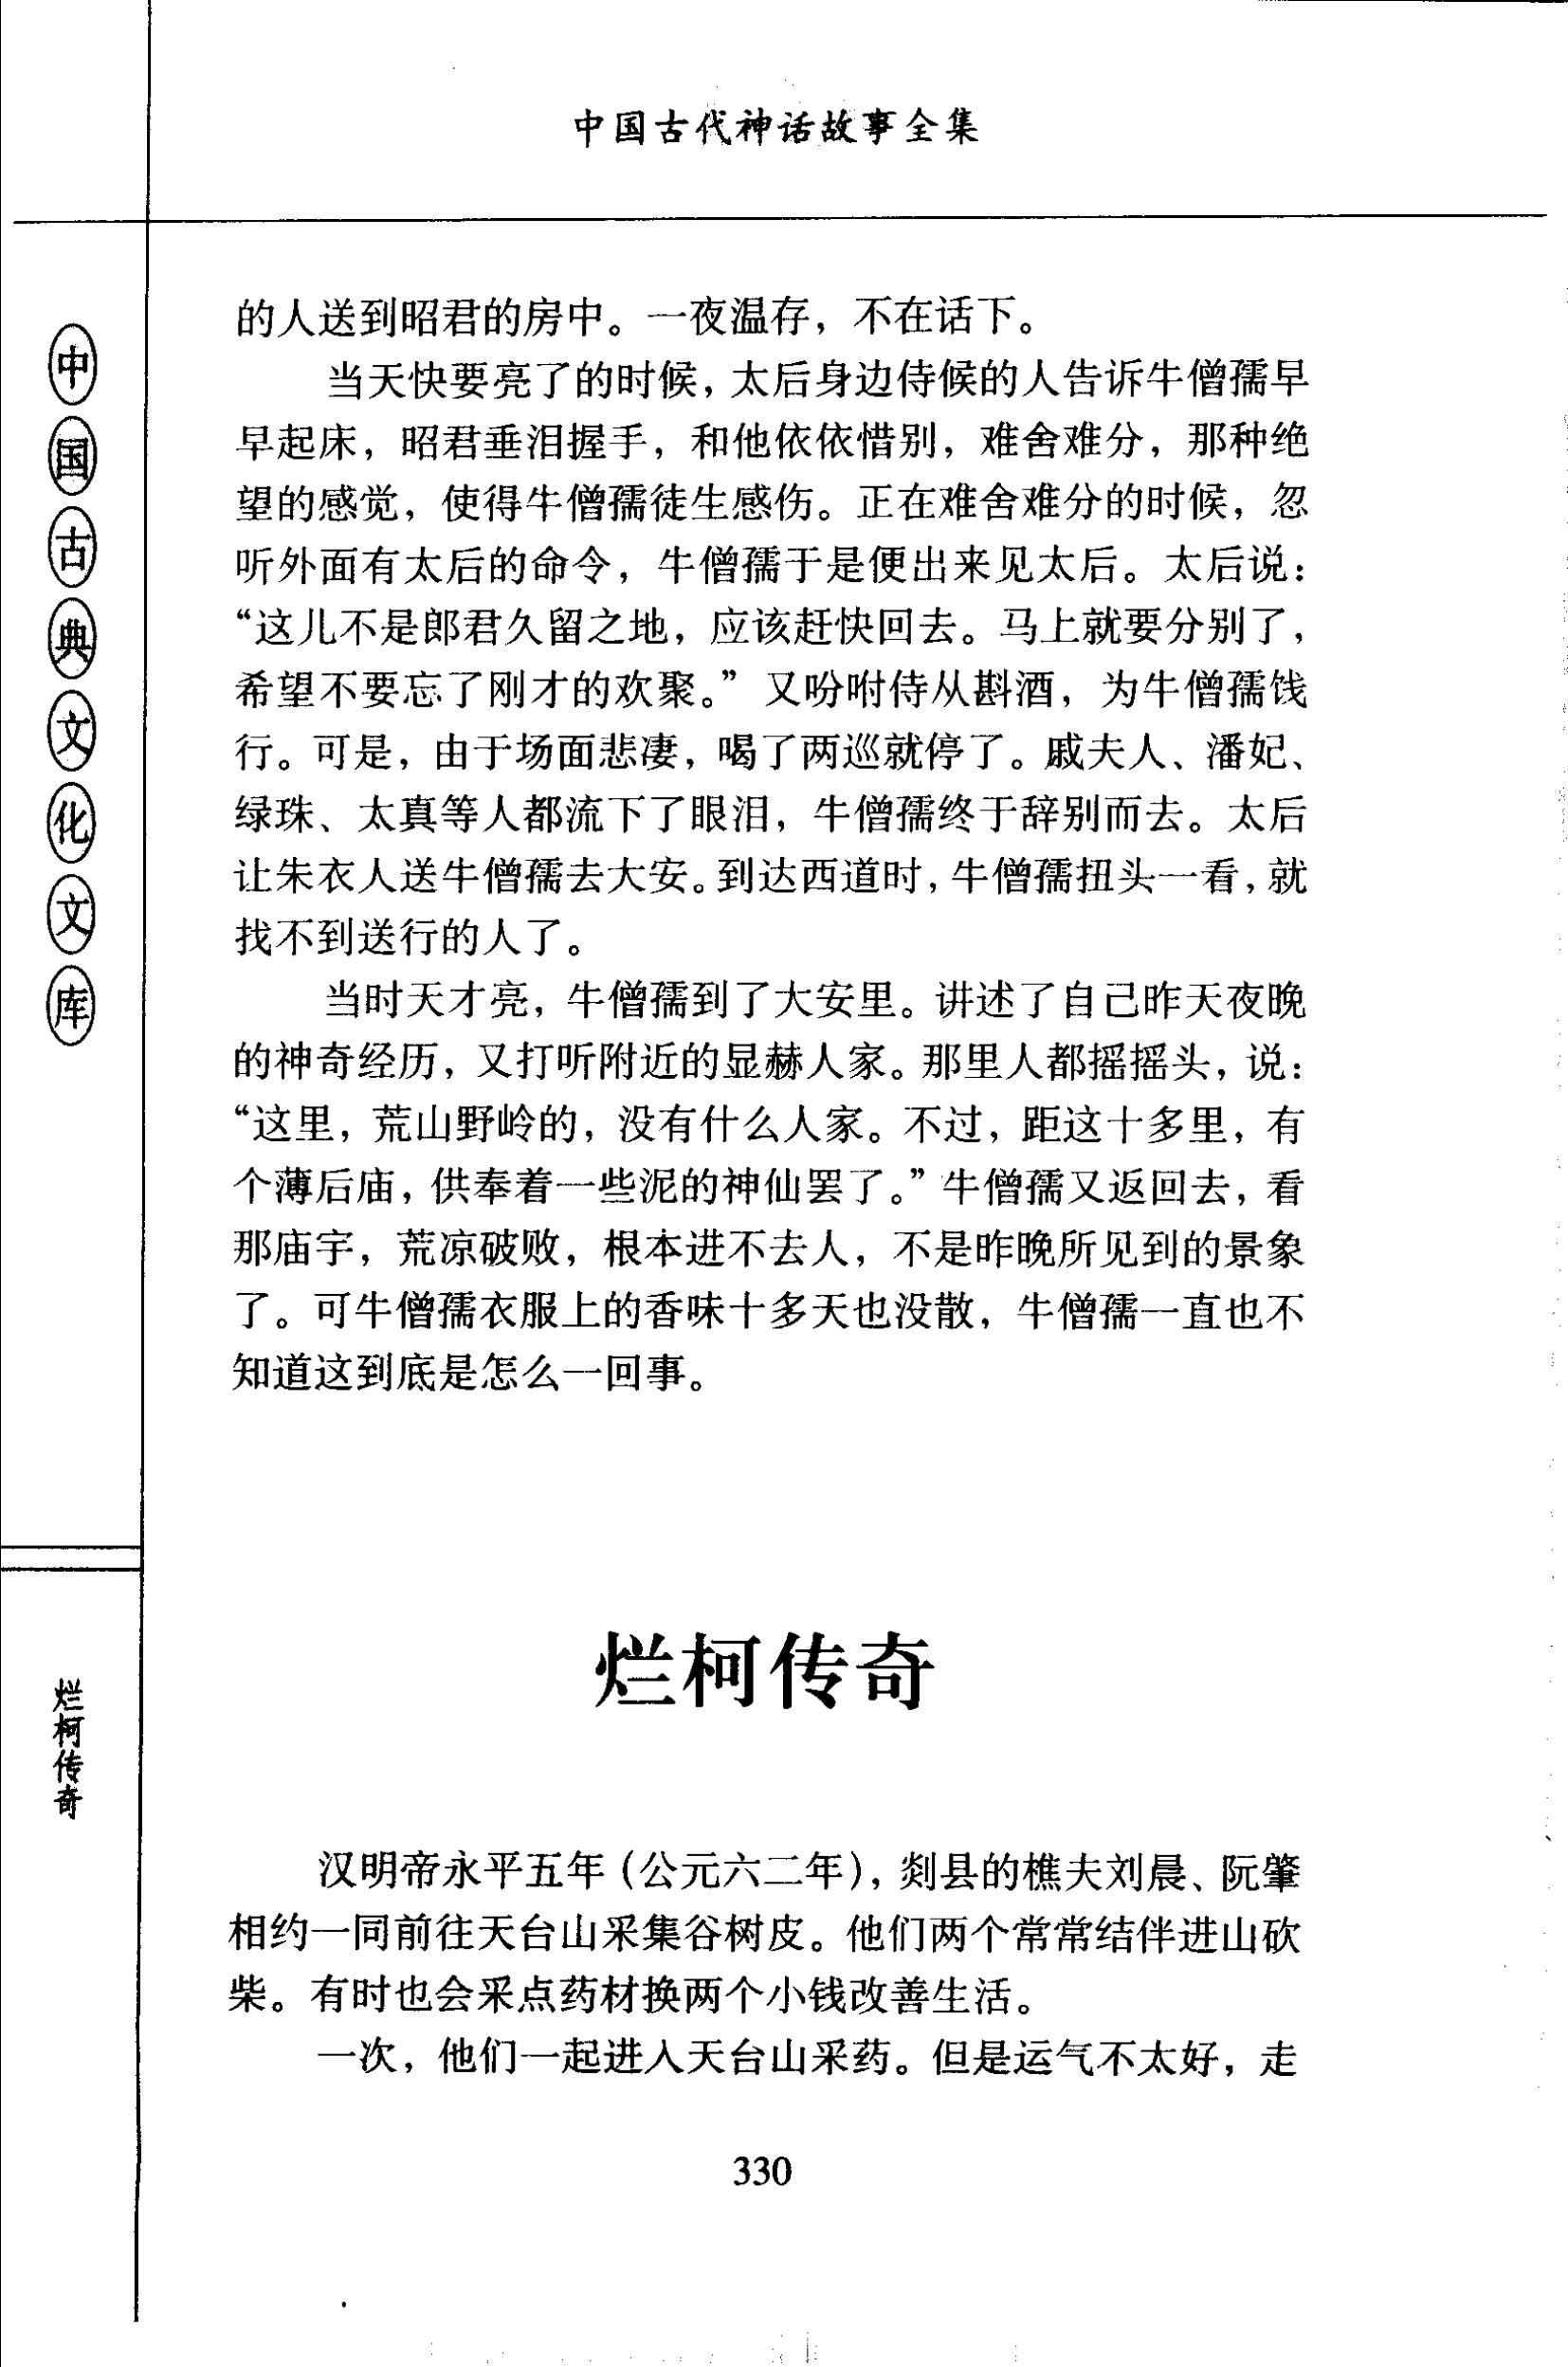 中国古代神话故事全集
中国古典文化文库
的人送到昭君的房中。一夜温存，不在话下。
当天快要亮了的时候，太后身边侍候的人告诉牛僧孺早
早起床，昭君垂泪握手，和他依依惜别，难舍难分，那种绝
望的感觉，使得牛僧孺徒生感伤。正在难舍难分的时候，忽
听外面有太后的命令，牛僧孺于是便出来见太后。太后说：
“这儿不是郎君久留之地，应该赶快回去。马上就要分别了，
希望不要忘了刚才的欢聚。”又吩咐侍从斟酒，为牛僧孺饯
行。可是，由于场面悲凄，喝了两巡就停了。戚夫人、潘妃、
绿珠、太真等人都流下了眼泪，牛僧孺终于辞别而去。太后
让朱衣人送牛僧孺去大安。到达西道时，牛僧孺扭头一看，就
找不到送行的人了。
当时天才亮，牛僧孺到了大安里。讲述了自己昨天夜晚
的神奇经历，又打听附近的显赫人家。那里人都摇摇头，说：
“这里，荒山野岭的，没有什么人家。不过，距这十多里，有
个薄后庙，供奉着一些泥的神仙罢了。”牛僧孺又返回去，看
那庙宇，荒凉破败，根本进不去人，不是昨晚所见到的景象
了。可牛僧孺衣服上的香味十多天也没散，牛僧孺一直也不
知道这到底是怎么一回事。
烂柯传奇
烂柯传奇
汉明帝永平五年（公元六二年），剡县的樵夫刘晨、阮肇
相约一同前往天台山采集谷树皮。他们两个常常结伴进山砍
柴。有时也会采点药材换两个小钱改善生活。
一次，他们一起进入天台山采药。但是运气不太好，走
330